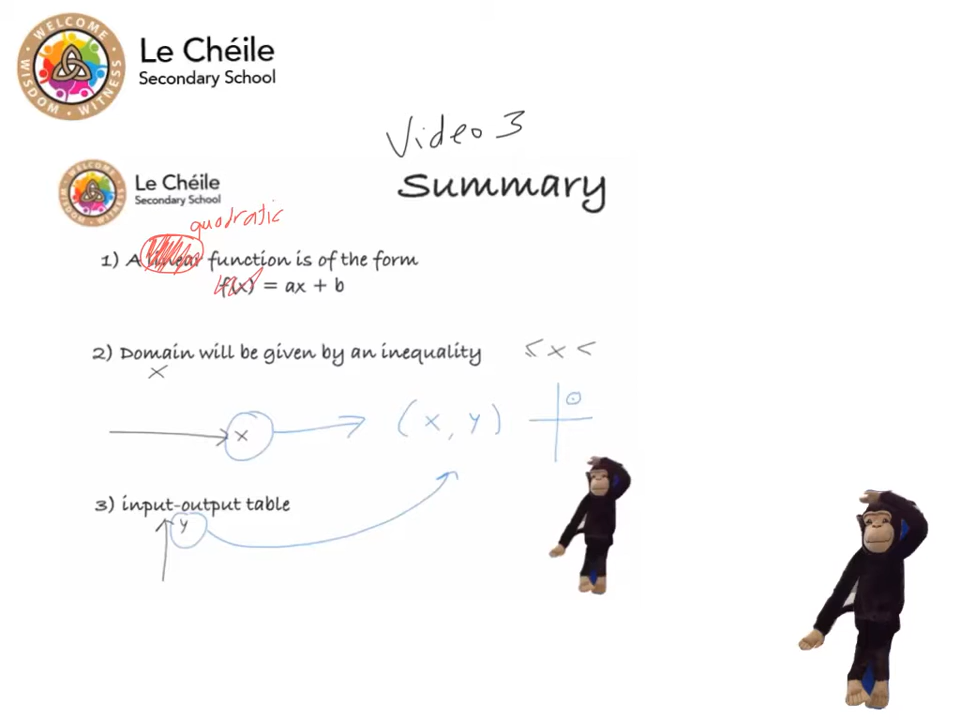 WELCOME WISDOM WITNESS
Le Chéile
Secondary School
Video 3
WELCOME WISDOM WITNESS
Le Chéile
Secondary School
Summary
quadratic
1) A linear function is of the form
f(x) = ax + b
2) Domain will be given by an inequality ≤ x <
x
x (x, y)
3) input-output table
y